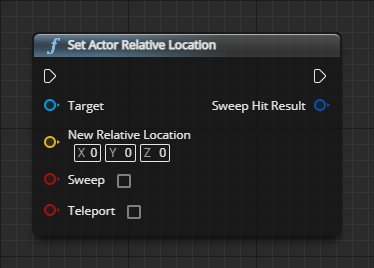 f Set Actor Relative Location
Target Sweep Hit Result
New Relative Location
X 0 Y 0 Z 0
Sweep
Teleport